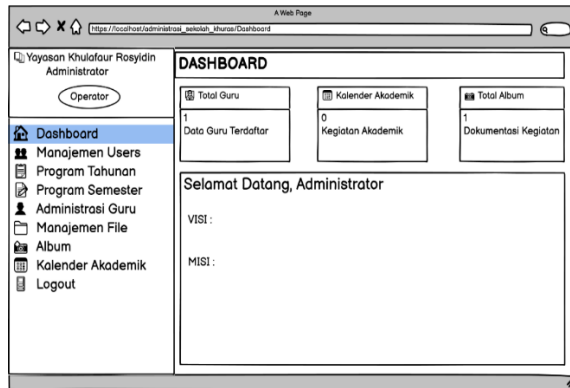 A Web Page
https://localhost/administrasi_sekolah_khuras/Dashboard
Yayasan Khulafaur Rosyidin
Administrator
Operator
Dashboard
Manajemen Users
Program Tahunan
Program Semester
Administrasi Guru
Manajemen File
Album
Kalender Akademik
Logout
DASHBOARD
Total Guru
1
Data Guru Terdaftar
Kalender Akademik
0
Kegiatan Akademik
Total Album
1
Dokumentasi Kegiatan
Selamat Datang, Administrator
VISI :
MISI :